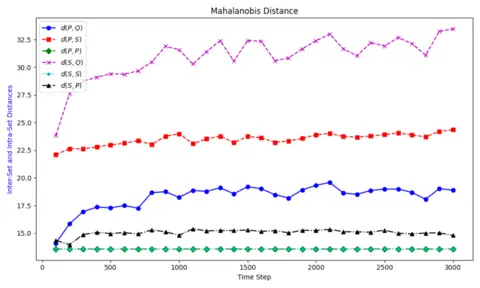 Mahalanobis Distance
d(P, Q)
d(P, S)
d(P, P)
d(S, Q)
d(S, S)
d(S, P)
Inter-Set and Intra-Set Distances
32.5
30.0
27.5
25.0
22.5
20.0
17.5
15.0
0
500
1000
1500
2000
2500
3000
Time Step